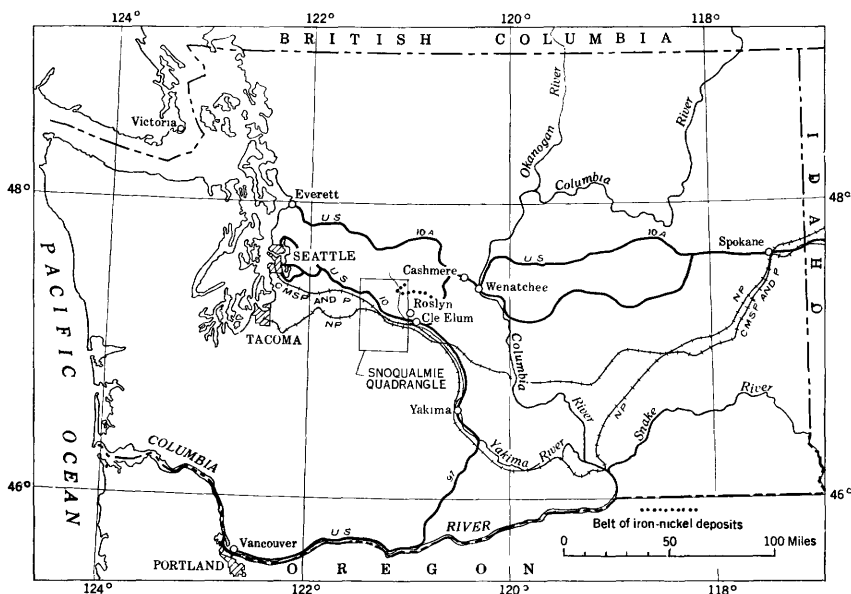 124° 122° 120° 118°
BRITISH COLUMBIA
Victoria
Okanogan River
Columbia River
IDAHO
48° 48°
Everett
US 10A
US 10A
Spokane
SEATTLE
US 10
Cashmere
Wenatchee
CMSP AND P
NP
Roslyn
Cle Elum
TACOMA
NP
CMSP AND P
PACIFIC OCEAN
SNOQUALMIE
QUADRANGLE
Columbia River
Yakima
NP
Snake River
Yakima River
COLUMBIA RIVER
97
46° 46°
Belt of iron-nickel deposits
Vancouver
US
PORTLAND
OREGON
0 50 100 Miles
124° 122° 120° 118°